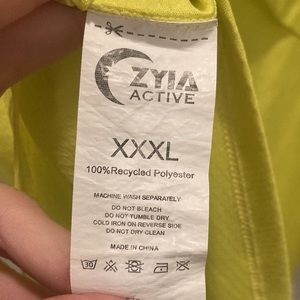 ZYIA
ACTIVE
XXXL
100%Recycled Polyester
MACHINE WASH SEPARATELY
DO NOT BLEACH
DO NOT TUMBLE DRY
COLD IRON ON REVERSE SIDE
DO NOT DRY CLEAN
MADE IN CHINA
30